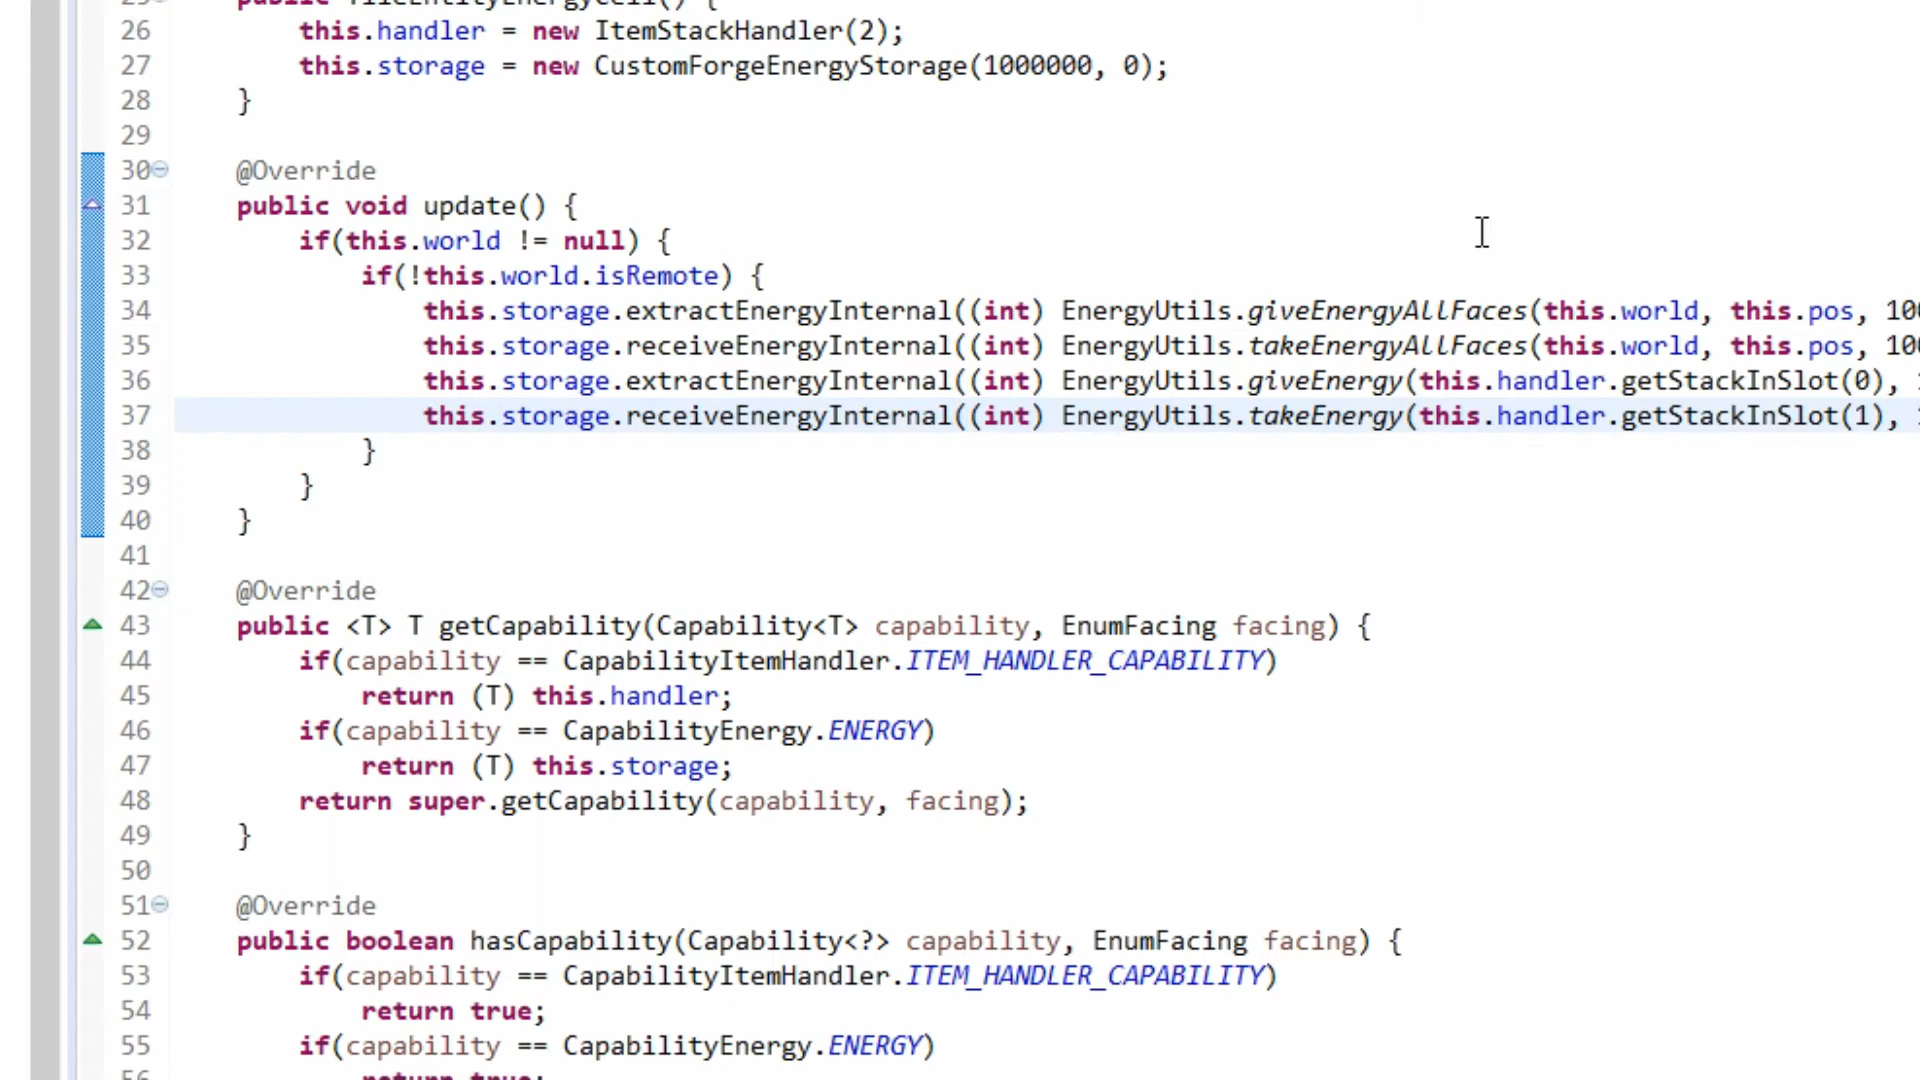 26 this.handler = new ItemStackHandler(2);
27 this.storage = new CustomForgeEnergyStorage(1000000, 0);
28 }
29
30 @Override
31 public void update() {
32 if(this.world != null) {
33 if(!this.world.isRemote) {
34 this.storage.extractEnergyInternal((int) EnergyUtils.giveEnergyAllFaces(this.world, this.pos, 100
35 this.storage.receiveEnergyInternal((int) EnergyUtils.takeEnergyAllFaces(this.world, this.pos, 100
36 this.storage.extractEnergyInternal((int) EnergyUtils.giveEnergy(this.handler.getStackInSlot(0),
37 this.storage.receiveEnergyInternal((int) EnergyUtils.takeEnergy(this.handler.getStackInSlot(1),
38 }
39 }
40 }
41
42 @Override
43 public <T> T getCapability(Capability<T> capability, EnumFacing facing) {
44 if(capability == CapabilityItemHandler.ITEM_HANDLER_CAPABILITY)
45 return (T) this.handler;
46 if(capability == CapabilityEnergy.ENERGY)
47 return (T) this.storage;
48 return super.getCapability(capability, facing);
49 }
50
51 @Override
52 public boolean hasCapability(Capability<?> capability, EnumFacing facing) {
53 if(capability == CapabilityItemHandler.ITEM_HANDLER_CAPABILITY)
54 return true;
55 if(capability == CapabilityEnergy.ENERGY)